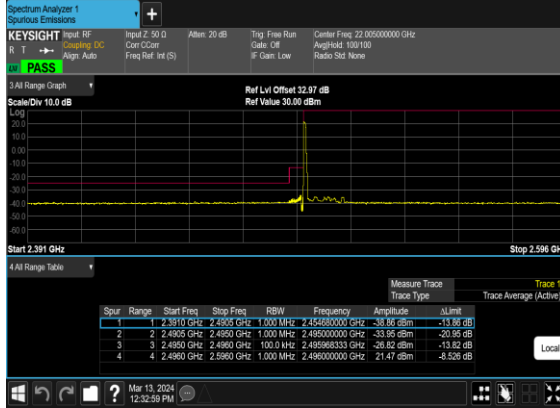 Spectrum Analyzer 1
Spurious Emissions
KEYSIGHT Input: RF Input Z: 50 Ω Atten: 20 dB Trig: Free Run Center Freq: 22.005000000 GHz
R T Coupling: DC Corr CCorr Gate: Off Avg|Hold: 100/100
Align: Auto Freq Ref: Int (S) IF Gain: Low Radio Std: None
PASS
3 All Range Graph
Ref Lvl Offset 32.97 dB
Scale/Div 10.0 dB Ref Value 30.00 dBm
Log
20.0
10.0
0.00
-10.0
-20.0
-30.0
-40.0
-50.0
-60.0
Start 2.391 GHz Stop 2.596 GH
4 All Range Table
Measure Trace Trace 1
Trace Type Trace Average (Active)
Spur Range Start Freq Stop Freq RBW Frequency Amplitude ΔLimit
1 1 2.3910 GHz 2.4905 GHz 1.000 MHz 2.454680000 GHz -38.86 dBm -13.86 dB
2 2 2.4905 GHz 2.4950 GHz 1.000 MHz 2.495000000 GHz -33.95 dBm -20.95 dB
3 3 2.4950 GHz 2.4960 GHz 100.0 kHz 2.495968333 GHz -26.82 dBm -13.82 dB
4 4 2.4960 GHz 2.5960 GHz 1.000 MHz 2.496000000 GHz 21.47 dBm -8.526 dB
Local
Mar 13, 2024
12:32:59 PM